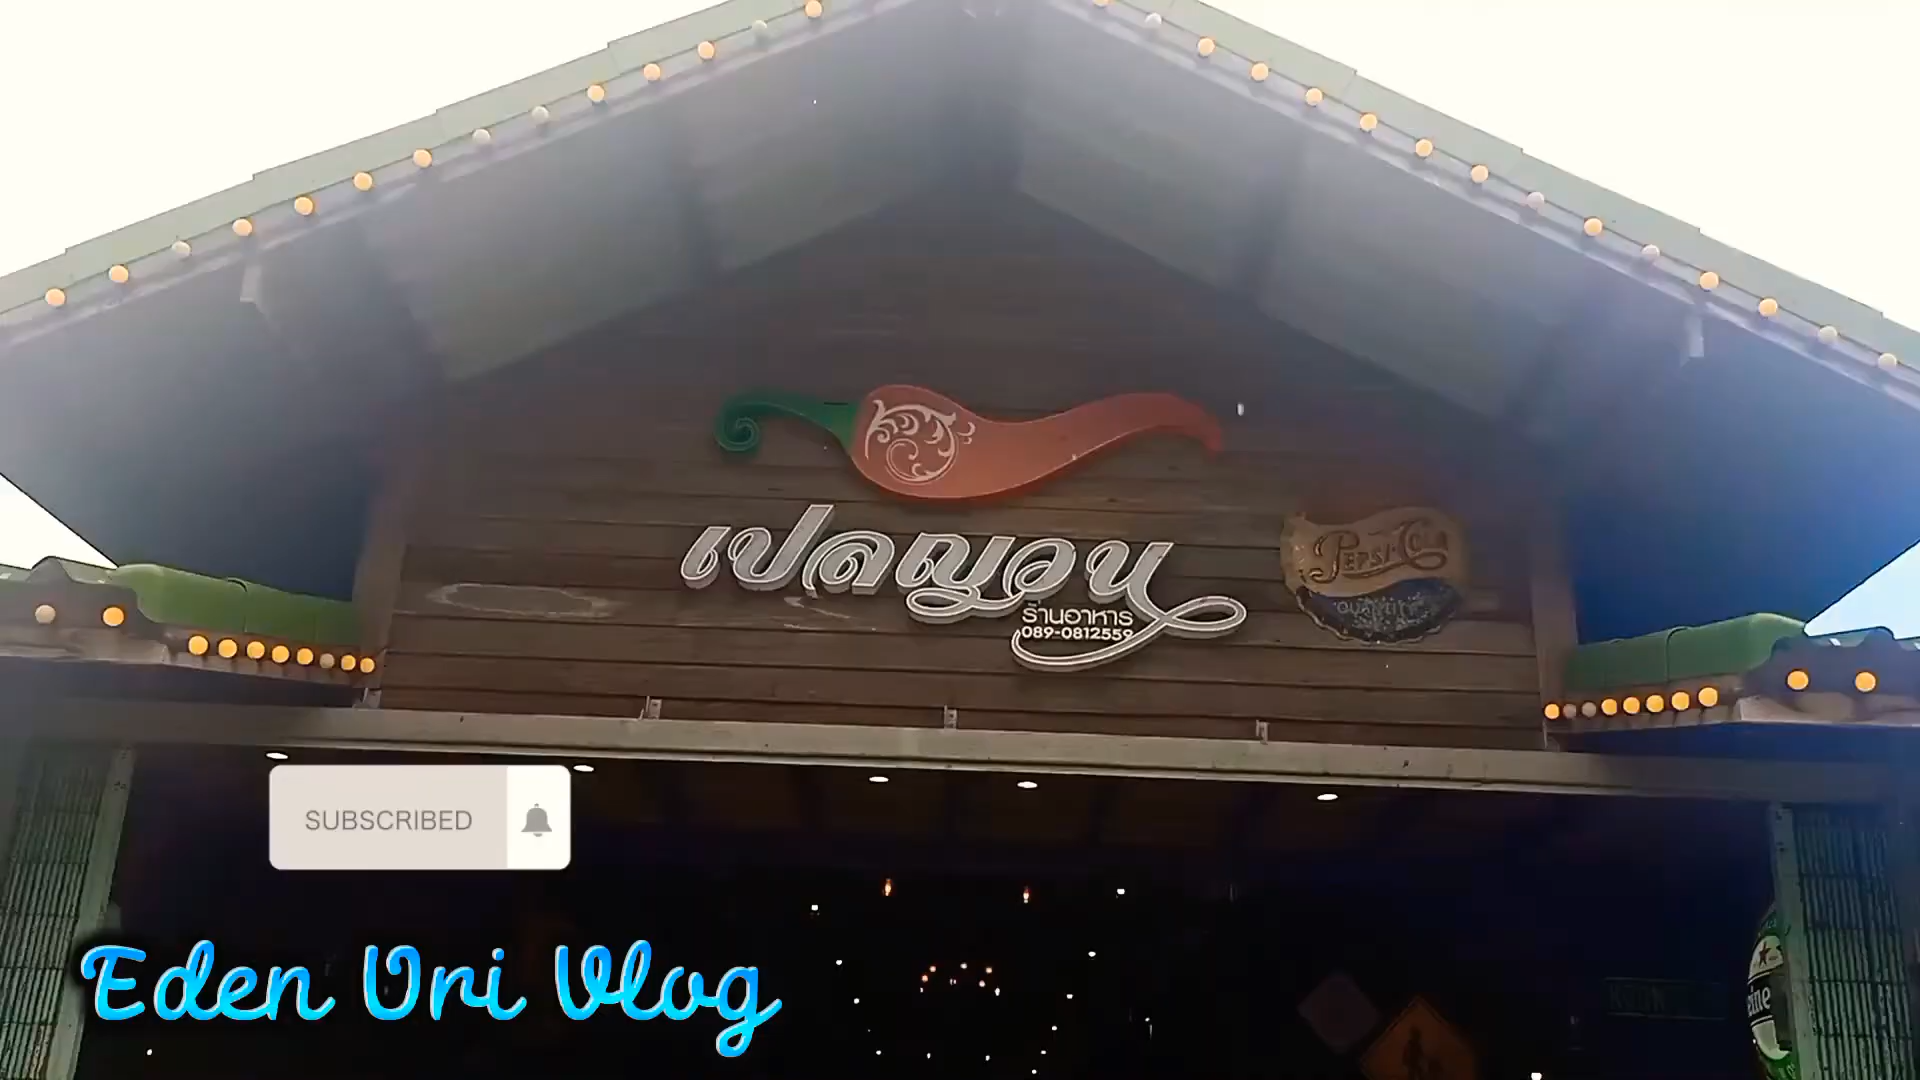 เปลญวน
ร้านอาหาร
089-0812559
PEPSI-COLA
SUBSCRIBED
Eden Uri Vlog
eine